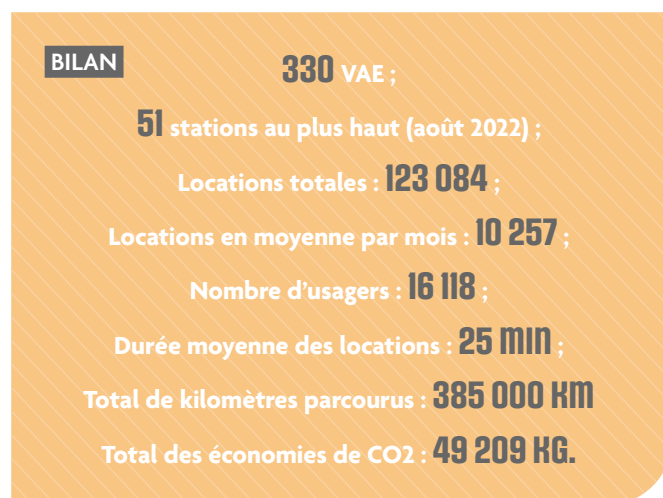 BILAN
330 VAE ;
51 stations au plus haut (août 2022) ;
Locations totales : 123 084 ;
Locations en moyenne par mois : 10 257 ;
Nombre d’usagers : 16 118 ;
Durée moyenne des locations : 25 min ;
Total de kilomètres parcourus : 385 000 KM
Total des économies de CO2 : 49 209 KG.